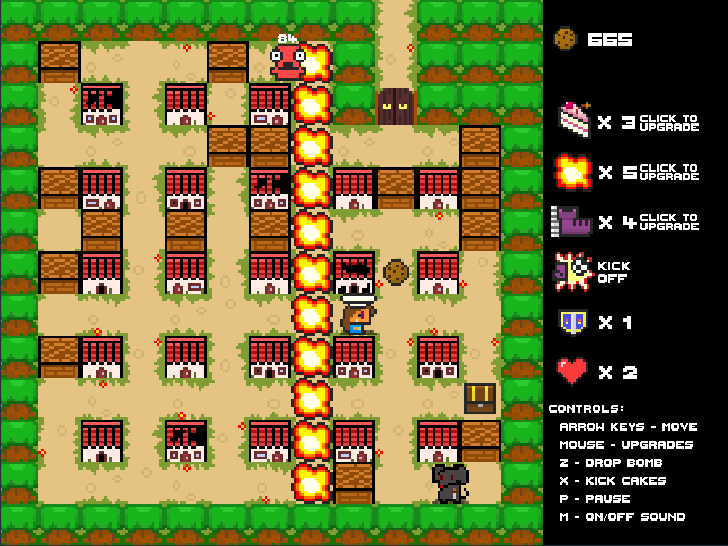 84
665
X 3 CLICK TO
UPGRADE
X 5 CLICK TO
UPGRADE
X 4 CLICK TO
UPGRADE
KICK
OFF
X 1
X 2
CONTROLS:
ARROW KEYS - MOVE
MOUSE - UPGRADES
Z - DROP BOMB
X - KICK CAKES
P - PAUSE
M - ON/OFF SOUND